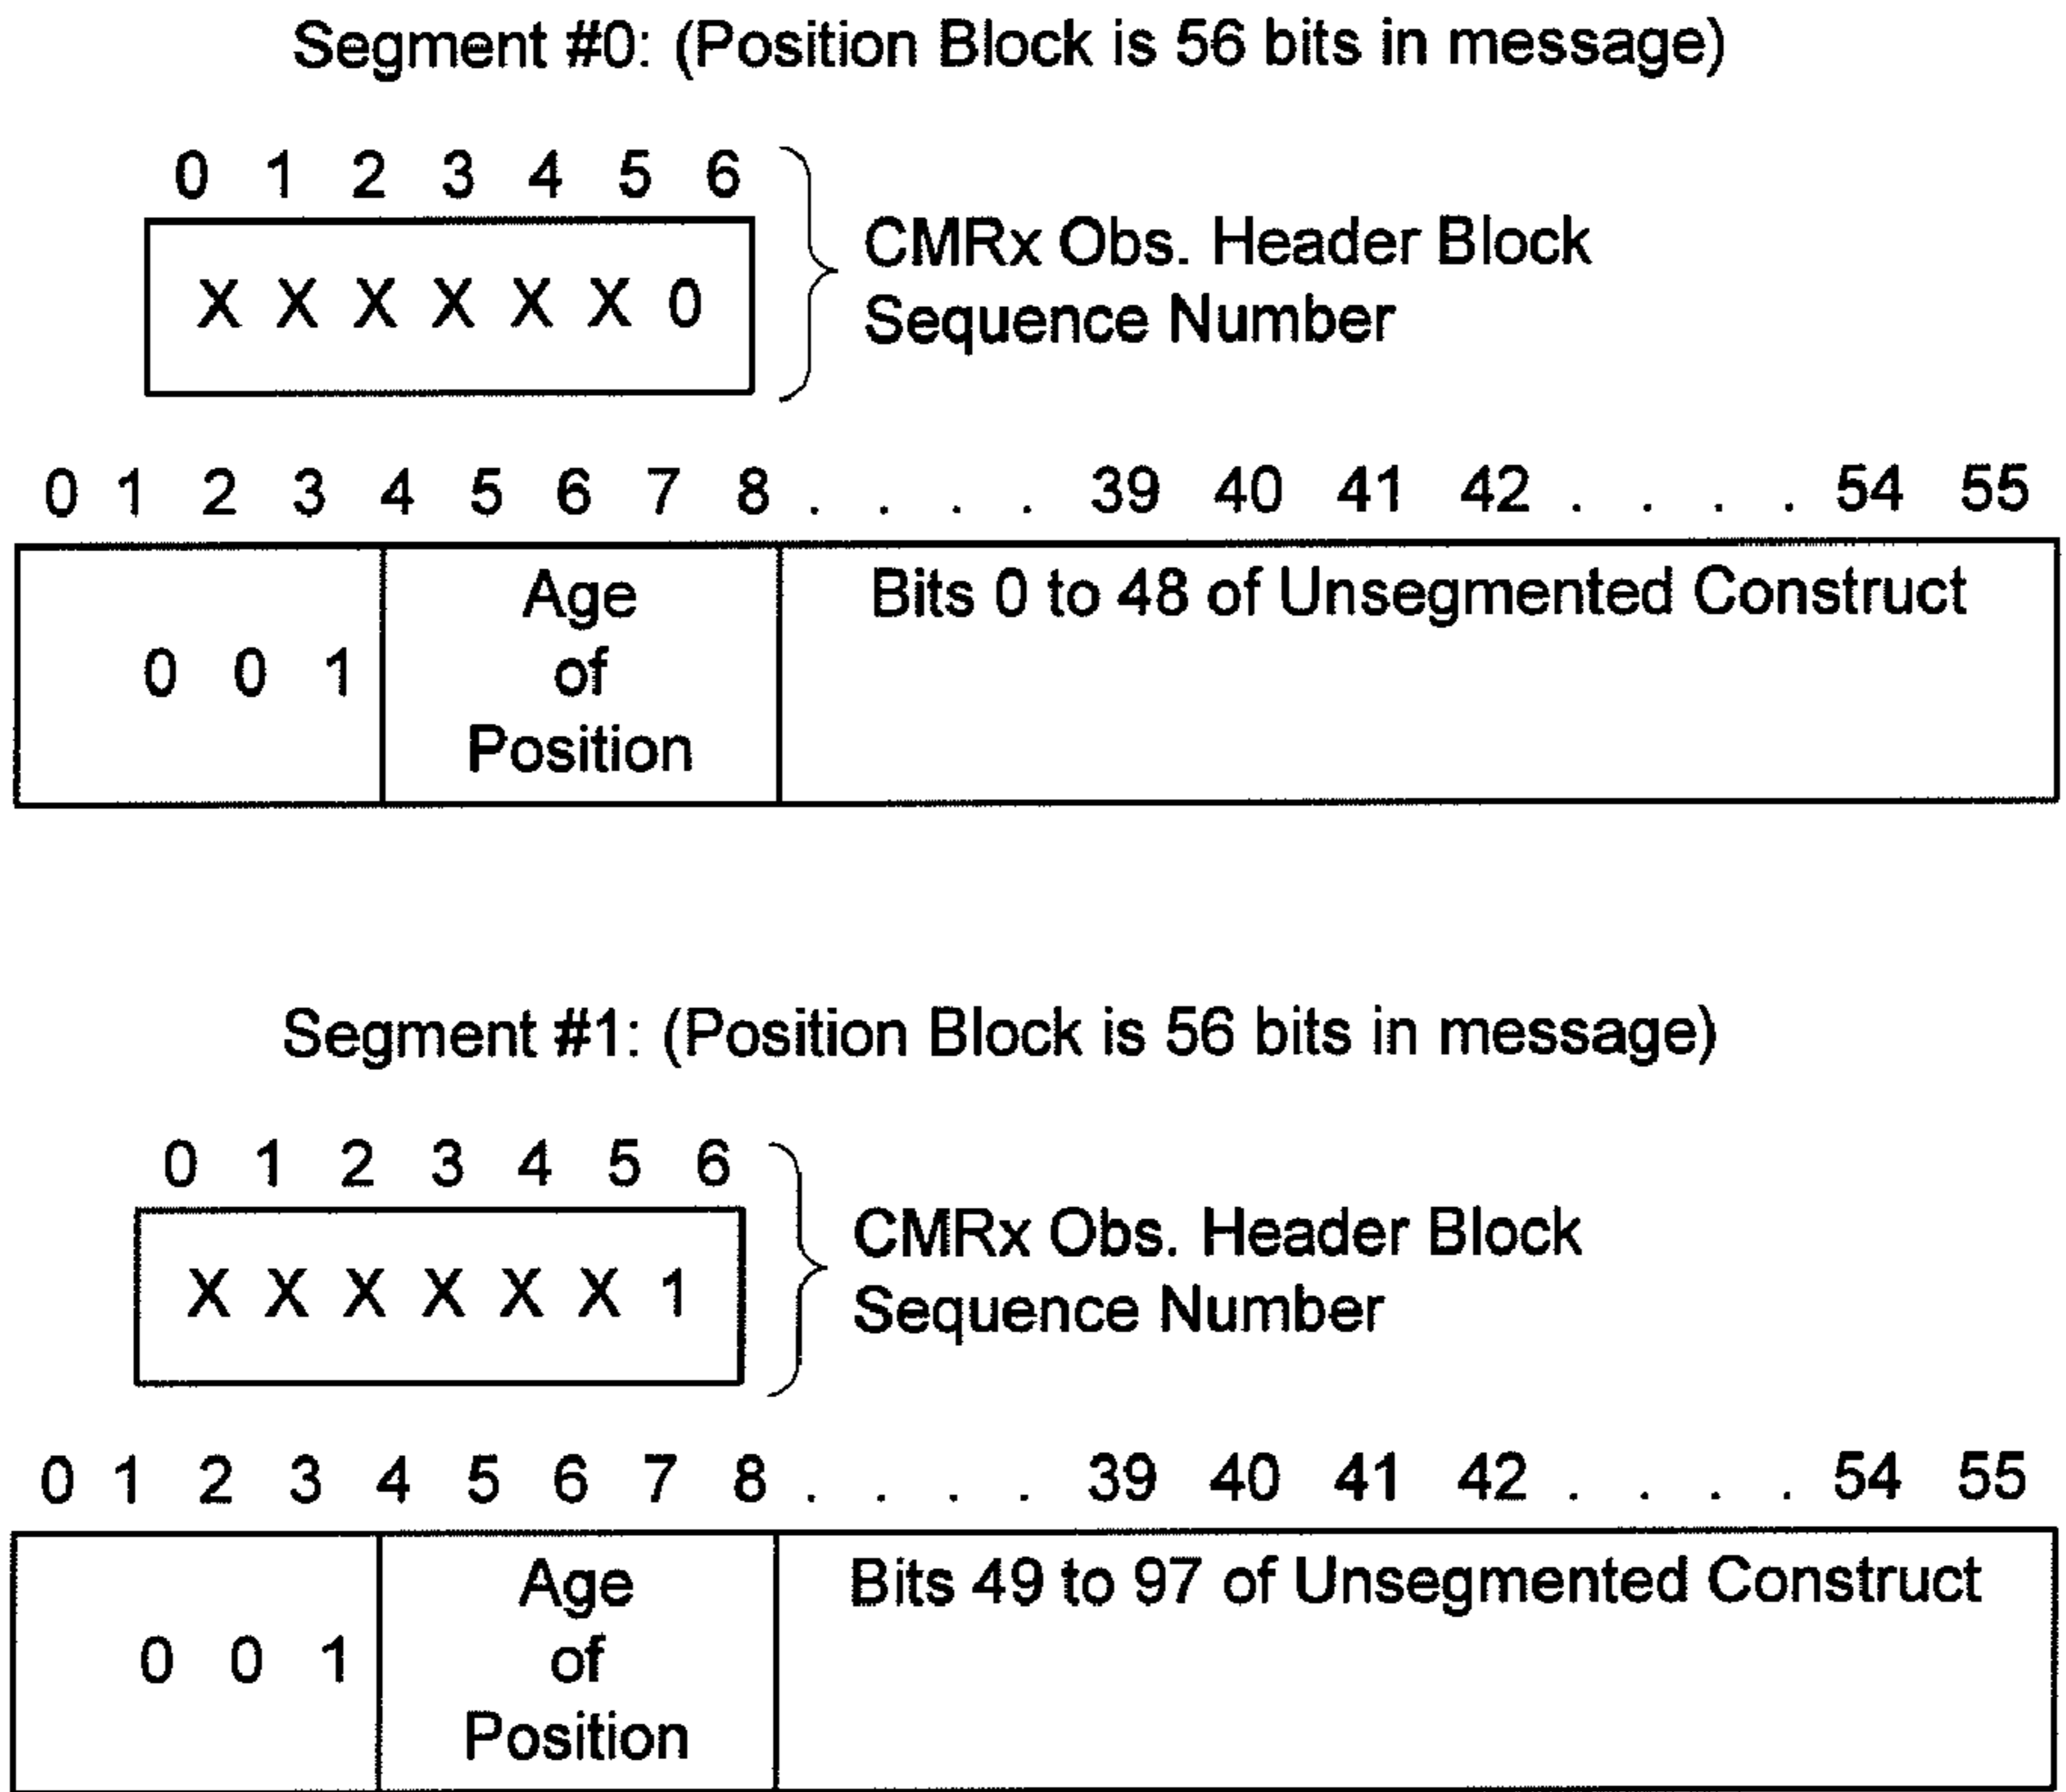 Segment #0: (Position Block is 56 bits in message)
0 1 2 3 4 5 6
X X X X X X 0
CMRx Obs. Header Block
Sequence Number
0 1 2 3 4 5 6 7 8 . . . . 39 40 41 42 . . . . 54 55
0 0 1
Age
of
Position
Bits 0 to 48 of Unsegmented Construct
Segment #1: (Position Block is 56 bits in message)
0 1 2 3 4 5 6
X X X X X X 1
CMRx Obs. Header Block
Sequence Number
0 1 2 3 4 5 6 7 8 . . . . 39 40 41 42 . . . . 54 55
0 0 1
Age
of
Position
Bits 49 to 97 of Unsegmented Construct